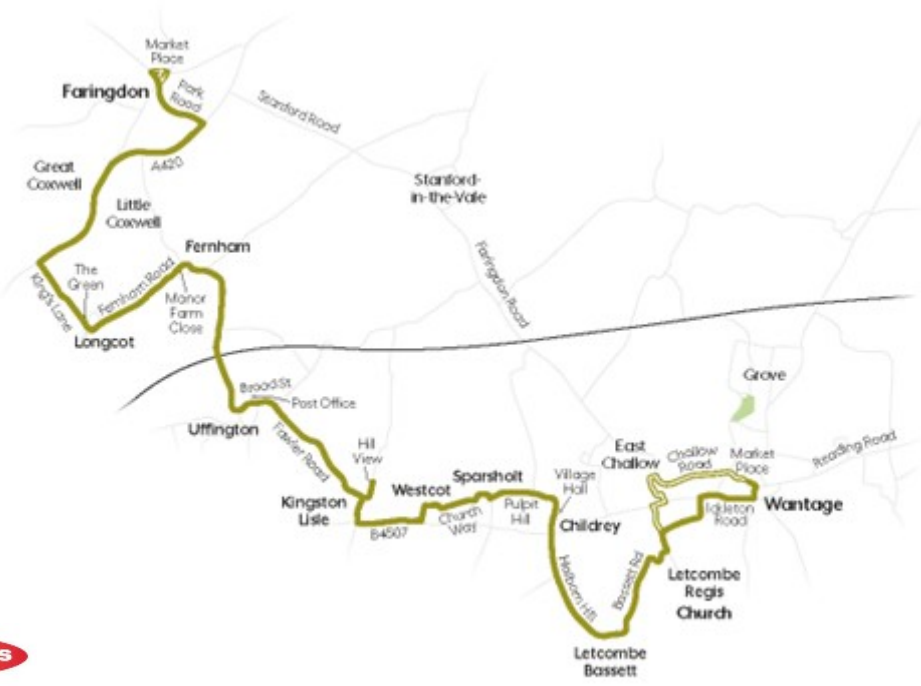 Market
Place
Faringdon
Park
Road
Stanford Road
A420
Great
Coxwell
Little
Coxwell
Stanford-
in-the-Vale
Fernham
The
Green
King's Lane
Fernham Road
Manor
Farm
Close
Longcot
Faringdon Road
Broad St
Post Office
Uffington
Fawler Road
Hill
View
Kingston
Lisle
B4507
Westcot
Church
Way
Sparsholt
Pulpit
Hill
Village
Hall
Childrey
Holborn Hill
Bassett Rd
Letcombe
Bassett
Letcombe
Regis
Church
East
Challow
Challow
Road
Market
Place
Grove
Reading Road
Wantage
Ickleton
Road
s